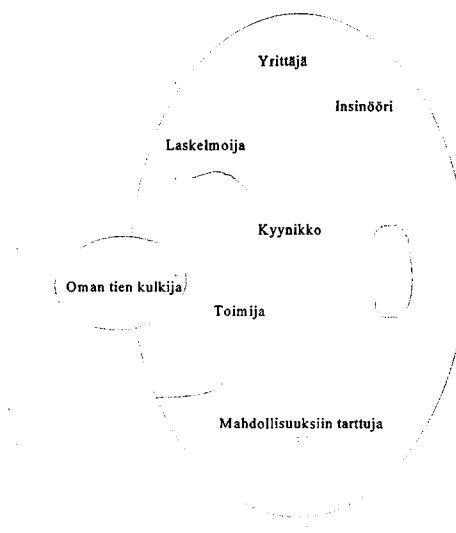 Yrittäjä
Insinööri
Laskelmoija
Kyynikko
Oman tien kulkija
Toimija
Mahdollisuuksiin tarttuja